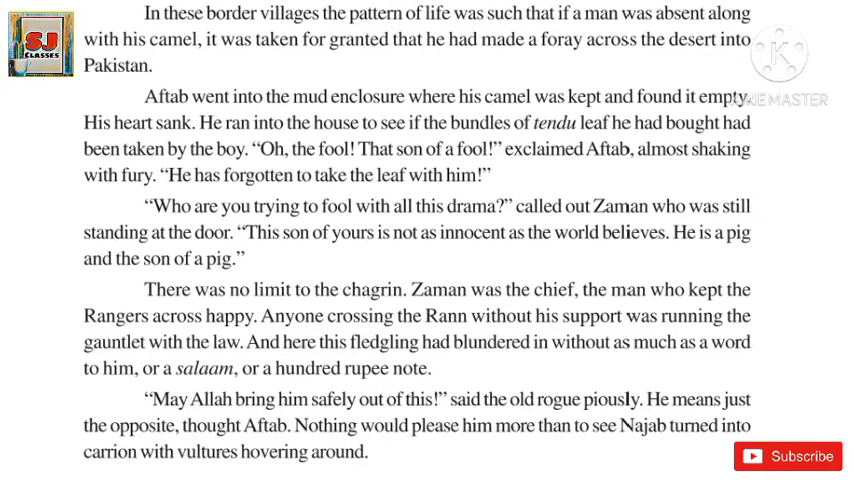 In these border villages the pattern of life was such that if a man was absent along
with his camel, it was taken for granted that he had made a foray across the desert into
Pakistan.
SJ
CLASSES
K
KINEMASTER
Aftab went into the mud enclosure where his camel was kept and found it empty.
His heart sank. He ran into the house to see if the bundles of tendu leaf he had bought had
been taken by the boy. “Oh, the fool! That son of a fool!” exclaimed Aftab, almost shaking
with fury. “He has forgotten to take the leaf with him!”
“Who are you trying to fool with all this drama?” called out Zaman who was still
standing at the door. “This son of yours is not as innocent as the world believes. He is a pig
and the son of a pig.”
There was no limit to the chagrin. Zaman was the chief, the man who kept the
Rangers across happy. Anyone crossing the Rann without his support was running the
gauntlet with the law. And here this fledgling had blundered in without as much as a word
to him, or a salaam, or a hundred rupee note.
“May Allah bring him safely out of this!” said the old rogue piously. He means just
the opposite, thought Aftab. Nothing would please him more than to see Najab turned into
carrion with vultures hovering around.
Subscribe